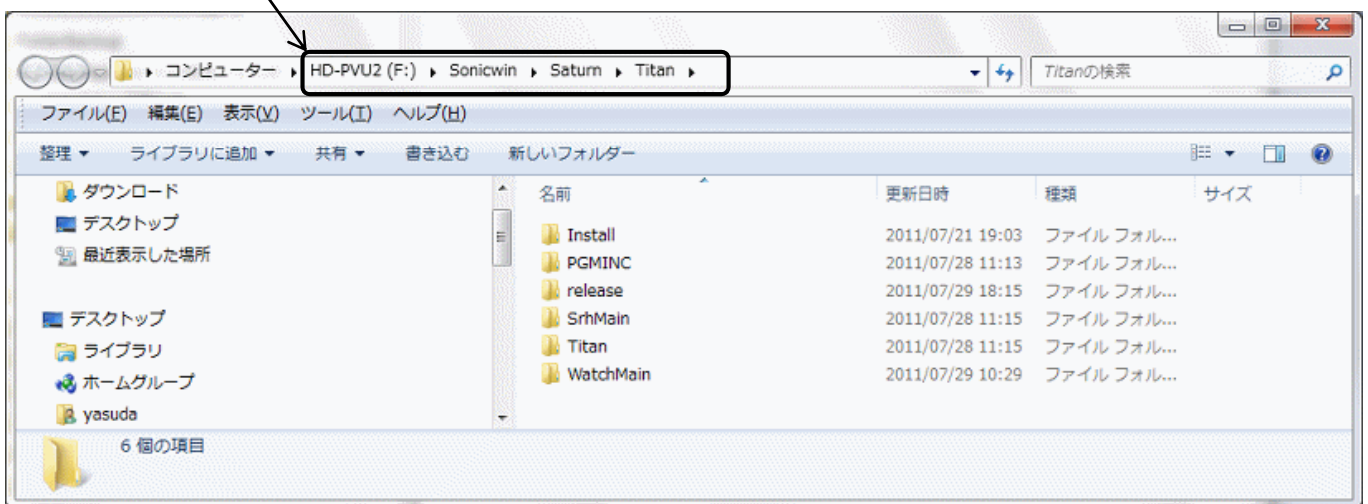 コンピューター ▸ HD-PVU2 (F:) ▸ Sonicwin ▸ Saturn ▸ Titan ▸ Titanの検索
ファイル(F) 編集(E) 表示(V) ツール(T) ヘルプ(H)
整理 ▼ ライブラリに追加 ▼ 共有 ▼ 書き込む 新しいフォルダー
ダウンロード
デスクトップ
最近表示した場所
デスクトップ
ライブラリ
ホームグループ
yasuda
名前 更新日時 種類 サイズ
Install 2011/07/21 19:03 ファイル フォル...
PGMINC 2011/07/28 11:13 ファイル フォル...
release 2011/07/29 18:15 ファイル フォル...
SrhMain 2011/07/28 11:15 ファイル フォル...
Titan 2011/07/28 11:15 ファイル フォル...
WatchMain 2011/07/29 10:29 ファイル フォル...
6 個の項目